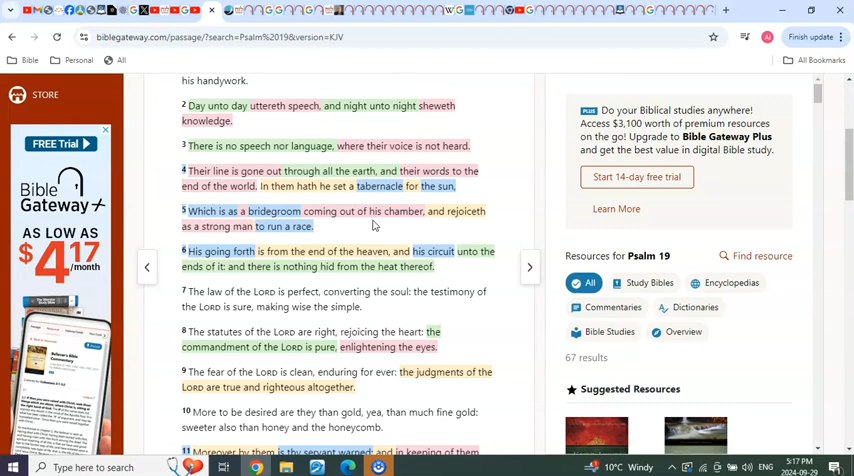 biblegateway.com/passage/?search=Psalm%2019&version=KJV
Finish update
Bible
Personal
All
All Bookmarks
STORE
FREE Trial
Bible
Gateway+
AS LOW AS
$4.17
/month
his handywork.
2 Day unto day uttereth speech, and night unto night sheweth
knowledge.
3 There is no speech nor language, where their voice is not heard.
4 Their line is gone out through all the earth, and their words to the
end of the world. In them hath he set a tabernacle for the sun,
5 Which is as a bridegroom coming out of his chamber, and rejoiceth
as a strong man to run a race.
6 His going forth is from the end of the heaven, and his circuit unto the
ends of it: and there is nothing hid from the heat thereof.
7 The law of the LORD is perfect, converting the soul: the testimony of
the LORD is sure, making wise the simple.
8 The statutes of the LORD are right, rejoicing the heart: the
commandment of the LORD is pure, enlightening the eyes.
9 The fear of the LORD is clean, enduring for ever: the judgments of the
LORD are true and righteous altogether.
10 More to be desired are they than gold, yea, than much fine gold:
sweeter also than honey and the honeycomb.
11 Moreover by them is thy servant warned: and in keeping of them
PLUS Do your Biblical studies anywhere!
Access $3,100 worth of premium resources
on the go! Upgrade to Bible Gateway Plus
and get the best value in digital Bible study.
Start 14-day free trial
Learn More
Resources for Psalm 19
Find resource
All
Study Bibles
Encyclopedias
Commentaries
Dictionaries
Bible Studies
Overview
67 results
Suggested Resources
Type here to search
10°C Windy
ENG
5:17 PM
2024-09-29